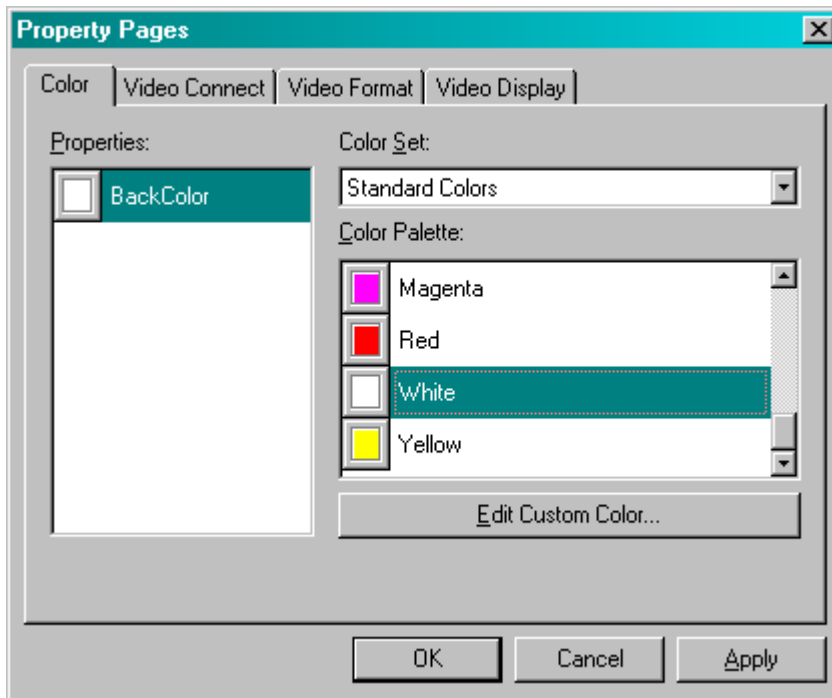 Property Pages
Color Video Connect Video Format Video Display
Properties:
BackColor
Color Set:
Standard Colors
Color Palette:
Magenta
Red
White
Yellow
Edit Custom Color...
OK Cancel Apply